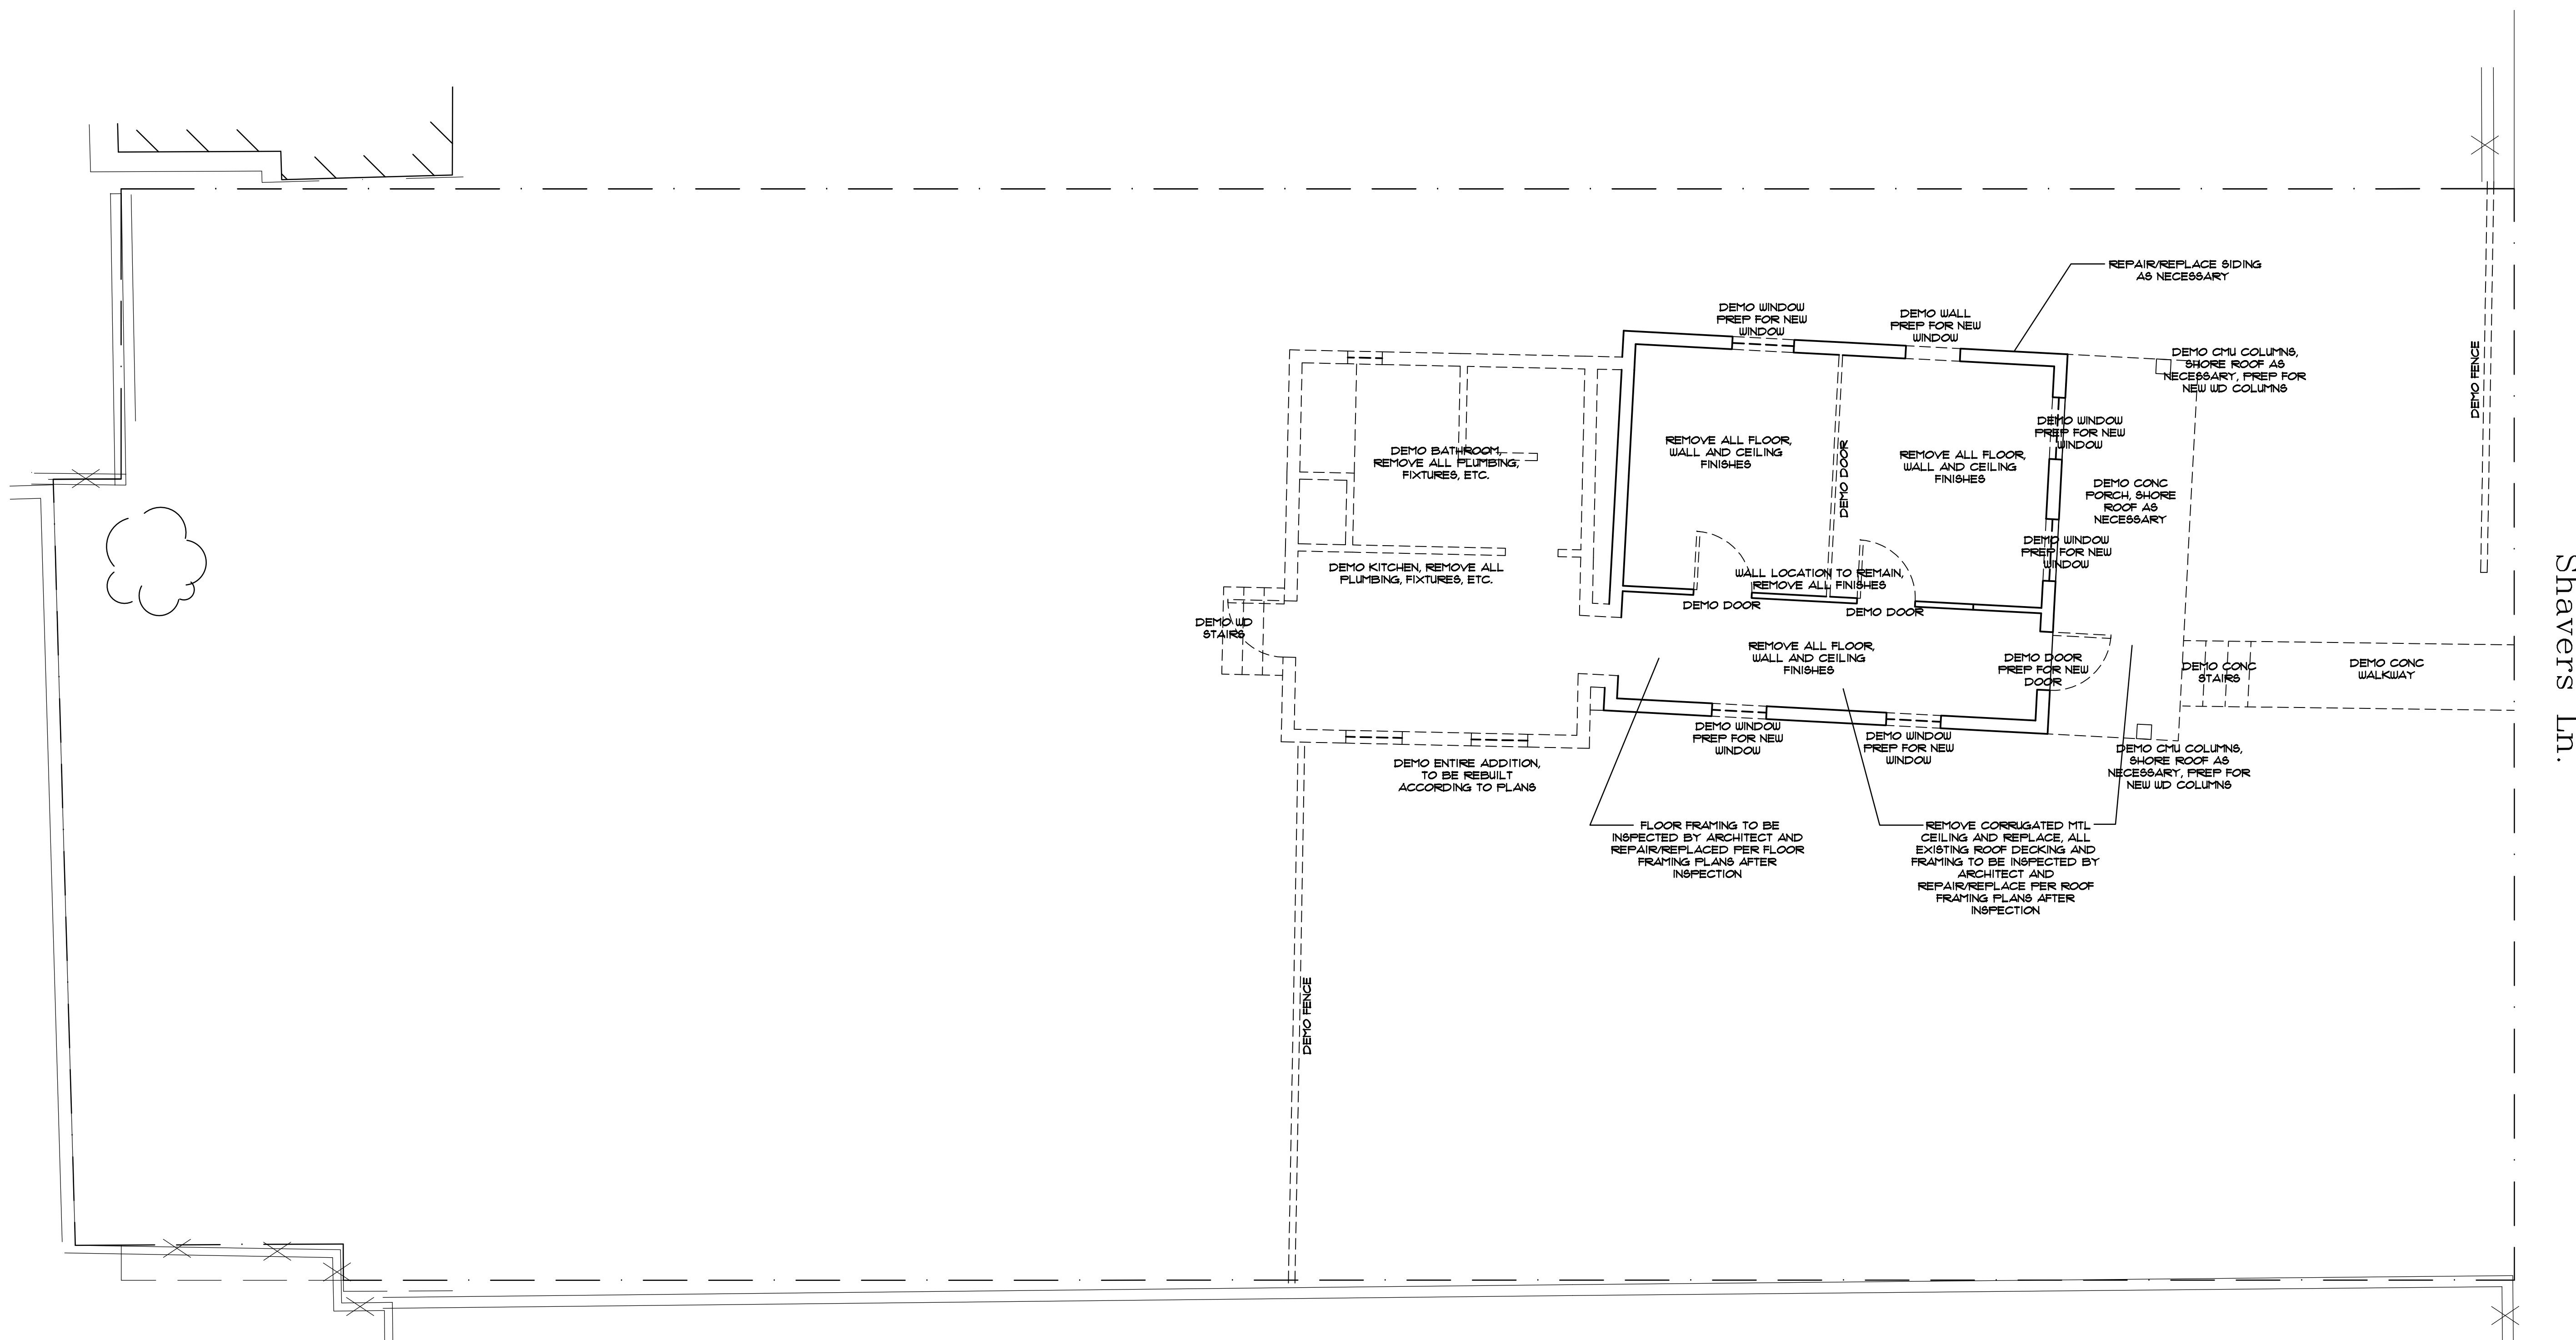 REPAIR/REPLACE SIDING
AS NECESSARY
DEMO WINDOW
PREP FOR NEW
WINDOW
DEMO WALL
PREP FOR NEW
WINDOW
DEMO CMU COLUMNS,
SHORE ROOF AS
NECESSARY, PREP FOR
NEW WD COLUMNS
DEMO FENCE
DEMO BATHROOM,
REMOVE ALL PLUMBING,
FIXTURES, ETC.
REMOVE ALL FLOOR,
WALL AND CEILING
FINISHES
DEMO DOOR
REMOVE ALL FLOOR,
WALL AND CEILING
FINISHES
DEMO WINDOW
PREP FOR NEW
WINDOW
DEMO CONC
PORCH, SHORE
ROOF AS
NECESSARY
DEMO WINDOW
PREP FOR NEW
WINDOW
DEMO KITCHEN, REMOVE ALL
PLUMBING, FIXTURES, ETC.
WALL LOCATION TO REMAIN,
REMOVE ALL FINISHES
DEMO DOOR
DEMO DOOR
DEMO WD
STAIRS
REMOVE ALL FLOOR,
WALL AND CEILING
FINISHES
DEMO DOOR
PREP FOR NEW
DOOR
DEMO CONC
STAIRS
DEMO CONC
WALKWAY
Shavers Ln.
DEMO WINDOW
PREP FOR NEW
WINDOW
DEMO WINDOW
PREP FOR NEW
WINDOW
DEMO CMU COLUMNS,
SHORE ROOF AS
NECESSARY, PREP FOR
NEW WD COLUMNS
DEMO ENTIRE ADDITION,
TO BE REBUILT
ACCORDING TO PLANS
FLOOR FRAMING TO BE
INSPECTED BY ARCHITECT AND
REPAIR/REPLACED PER FLOOR
FRAMING PLANS AFTER
INSPECTION
REMOVE CORRUGATED MTL
CEILING AND REPLACE, ALL
EXISTING ROOF DECKING AND
FRAMING TO BE INSPECTED BY
ARCHITECT AND
REPAIR/REPLACE PER ROOF
FRAMING PLANS AFTER
INSPECTION
DEMO FENCE